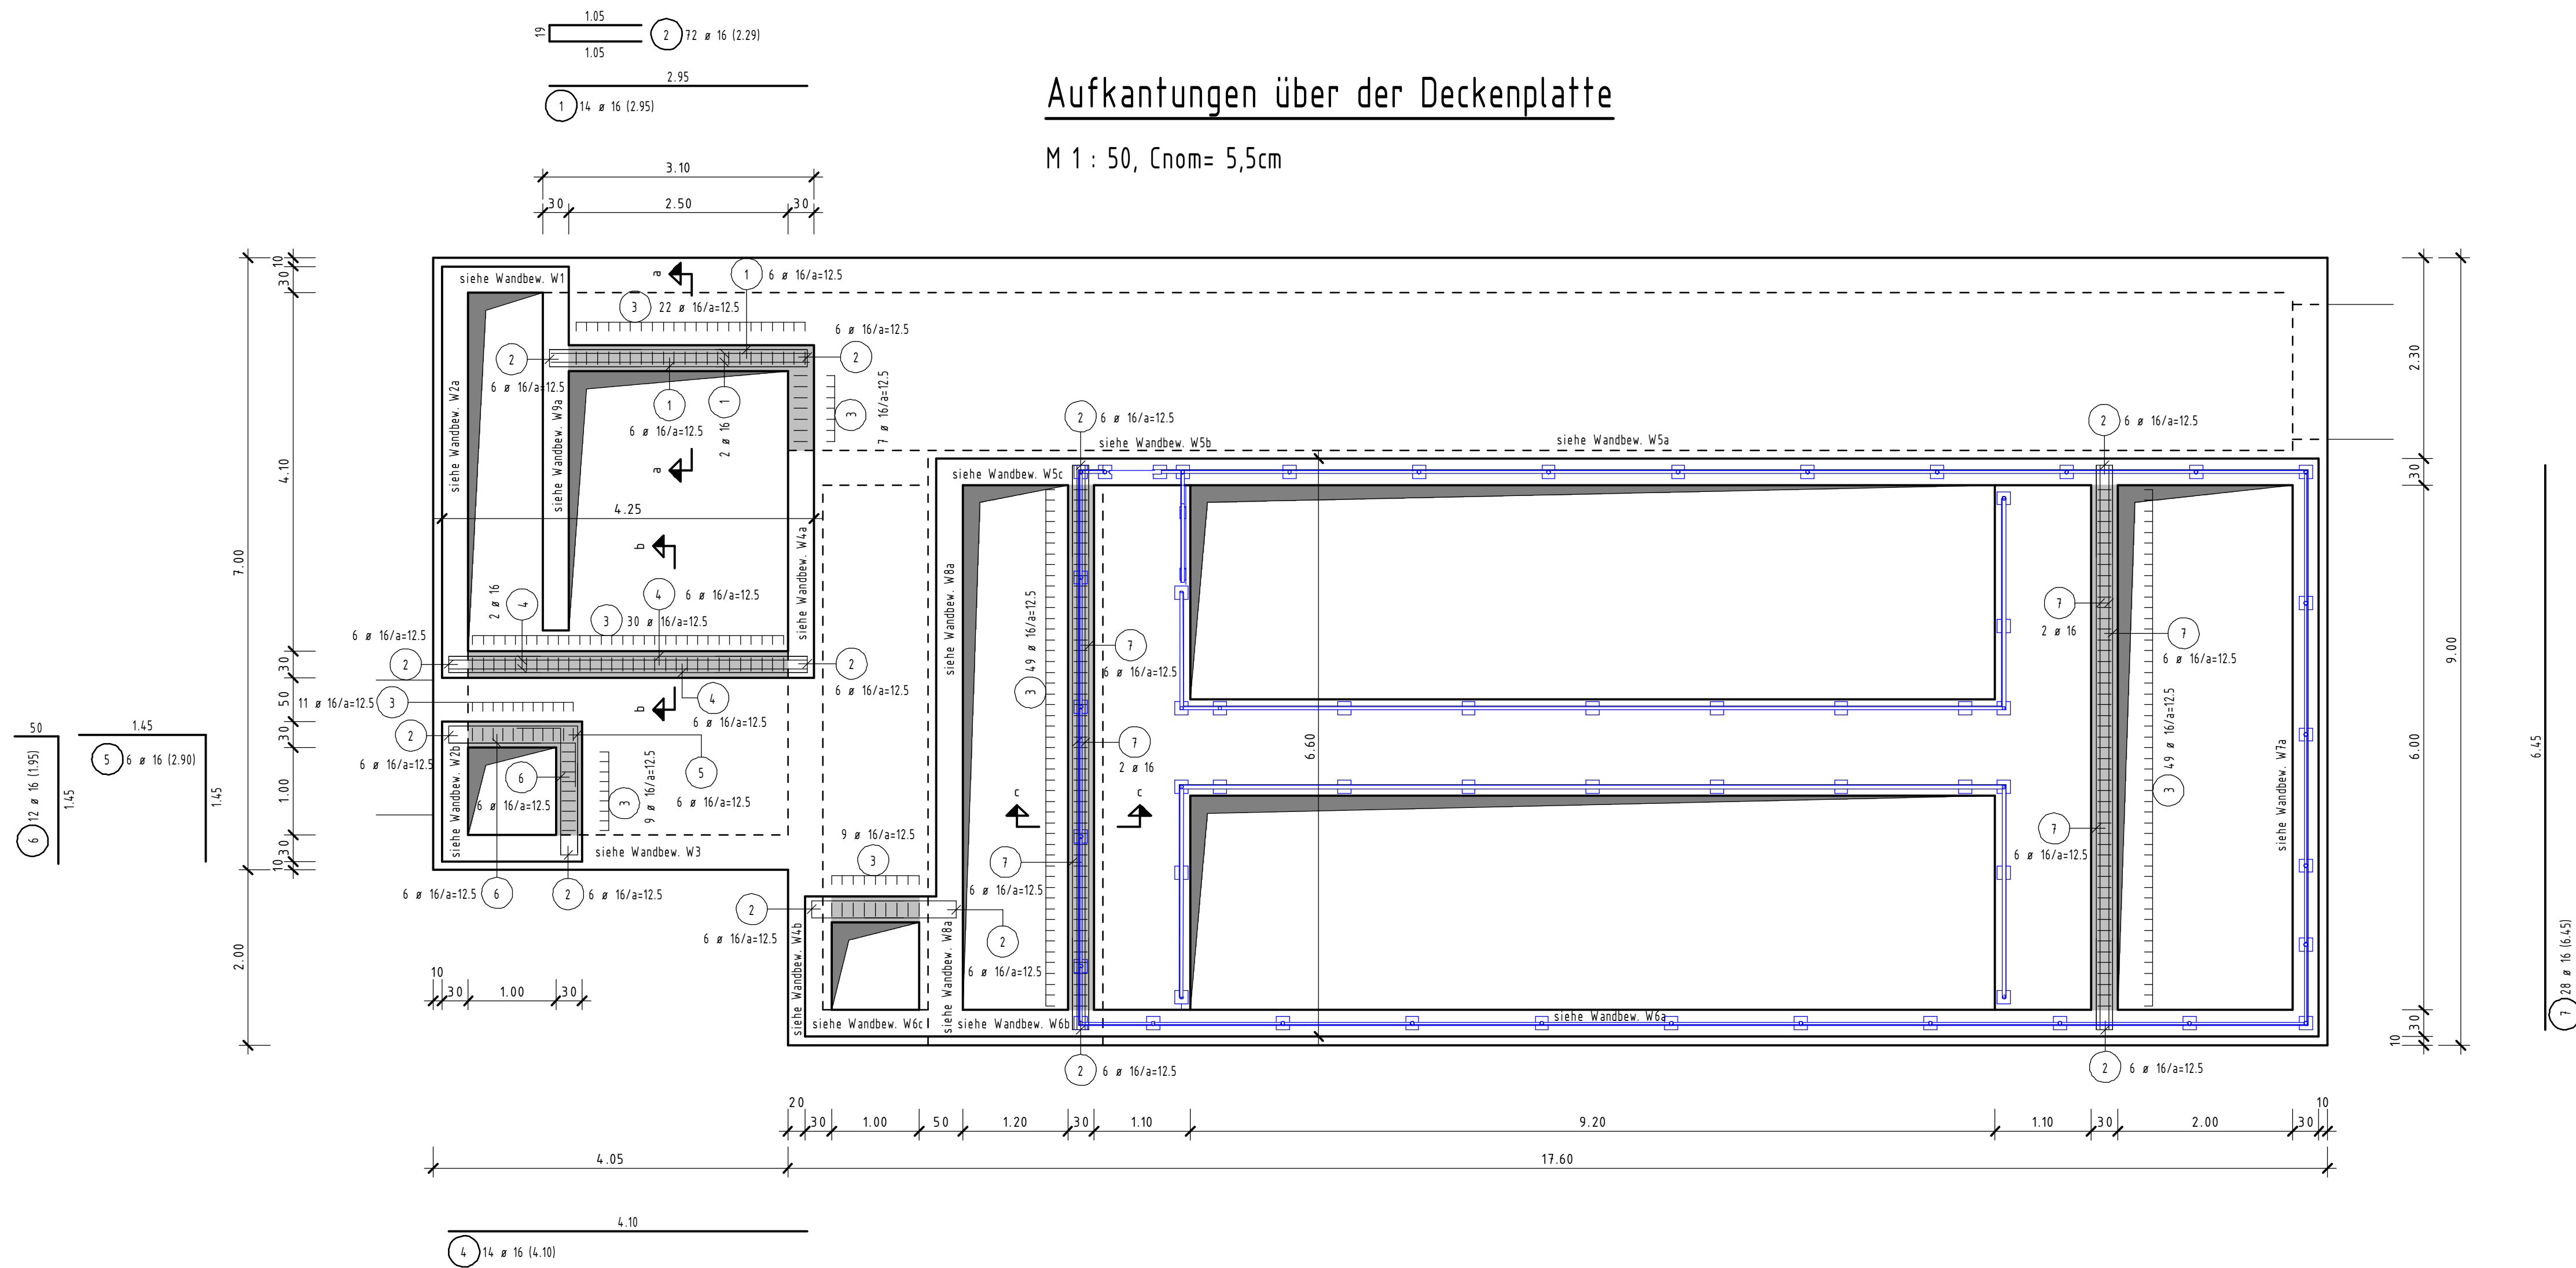 1.05
19
2 72 ø 16 (2.29)
1.05
2.95
1 14 ø 16 (2.95)
Aufkantungen über der Deckenplatte
M 1 : 50, Cnom= 5,5cm
3.10
30 2.50 30
10
30
4.10
30
50
30
1.00
30
10
7.00
2.00
siehe Wandbew. W1
a
1 6 ø 16/a=12.5
3 22 ø 16/a=12.5
6 ø 16/a=12.5
2
2
6 ø 16/a=12.5
1
6 ø 16/a=12.5
1
2 ø 16
3
7 ø 16/a=12.5
siehe Wandbew. W2a
siehe Wandbew. W9a
a
4.25
b
siehe Wandbew. W4a
2 ø 16
4
4 6 ø 16/a=12.5
3 30 ø 16/a=12.5
6 ø 16/a=12.5
2
2
6 ø 16/a=12.5
11 ø 16/a=12.5 3
b
4
6 ø 16/a=12.5
2
6 ø 16/a=12.5
siehe Wandbew. W2b
6
6 ø 16/a=12.5
3
9 ø 16/a=12.5
5
6 ø 16/a=12.5
siehe Wandbew. W3
6 ø 16/a=12.5 6
2 6 ø 16/a=12.5
50
6 12 ø 16 (1.95)
1.45
1.45
5 6 ø 16 (2.90)
1.45
10
30 1.00 30
9 ø 16/a=12.5
3
2
6 ø 16/a=12.5
2
6 ø 16/a=12.5
siehe Wandbew. W4b
siehe Wandbew. W8a
siehe Wandbew. W6c
siehe Wandbew. W6b
siehe Wandbew. W8a
siehe Wandbew. W5c
2 6 ø 16/a=12.5
siehe Wandbew. W5b
siehe Wandbew. W5a
2 6 ø 16/a=12.5
3 49 ø 16/a=12.5
7
6 ø 16/a=12.5
7
2 ø 16
c
c
7
6 ø 16/a=12.5
6.60
7
2 ø 16
7
6 ø 16/a=12.5
3 49 ø 16/a=12.5
7
6 ø 16/a=12.5
siehe Wandbew. W7a
siehe Wandbew. W6a
2 6 ø 16/a=12.5
2 6 ø 16/a=12.5
2.30
30
6.00
30
10
9.00
6.45
7 28 ø 16 (6.45)
20
30 1.00 50 1.20 30 1.10 9.20 1.10 30 2.00 30
10
4.05 17.60
4.10
4 14 ø 16 (4.10)